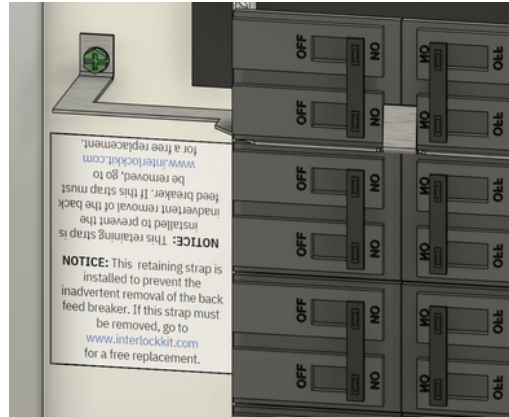 OFF ON ON OFF
OFF ON ON OFF
NOTICE: This retaining strap is
installed to prevent the
inadvertent removal of the back
feed breaker. If this strap must
be removed, go to
www.interlockkit.com
for a free replacement.
NOTICE: This retaining strap is
installed to prevent the
inadvertent removal of the back
feed breaker. If this strap must
be removed, go to
www.interlockkit.com
for a free replacement.
OFF ON ON OFF
OFF ON ON OFF
OFF ON ON OFF
OFF ON ON OFF